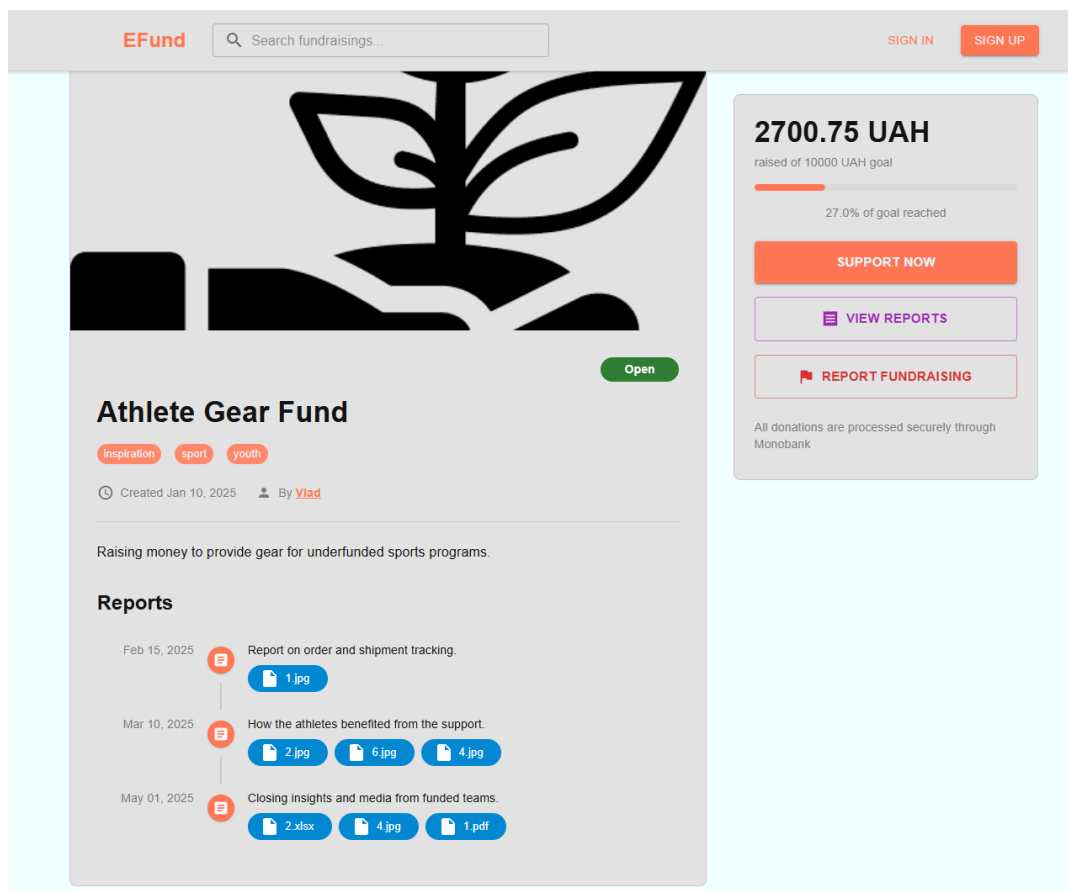 EFund
Search fundraisings...
SIGN IN
SIGN UP
Open
Athlete Gear Fund
inspiration sport youth
Created Jan 10, 2025 By Vlad
Raising money to provide gear for underfunded sports programs.
Reports
Feb 15, 2025
Report on order and shipment tracking.
1.jpg
Mar 10, 2025
How the athletes benefited from the support.
2.jpg 6.jpg 4.jpg
May 01, 2025
Closing insights and media from funded teams.
2.xlsx 4.jpg 1.pdf
2700.75 UAH
raised of 10000 UAH goal
27.0% of goal reached
SUPPORT NOW
VIEW REPORTS
REPORT FUNDRAISING
All donations are processed securely through
Monobank